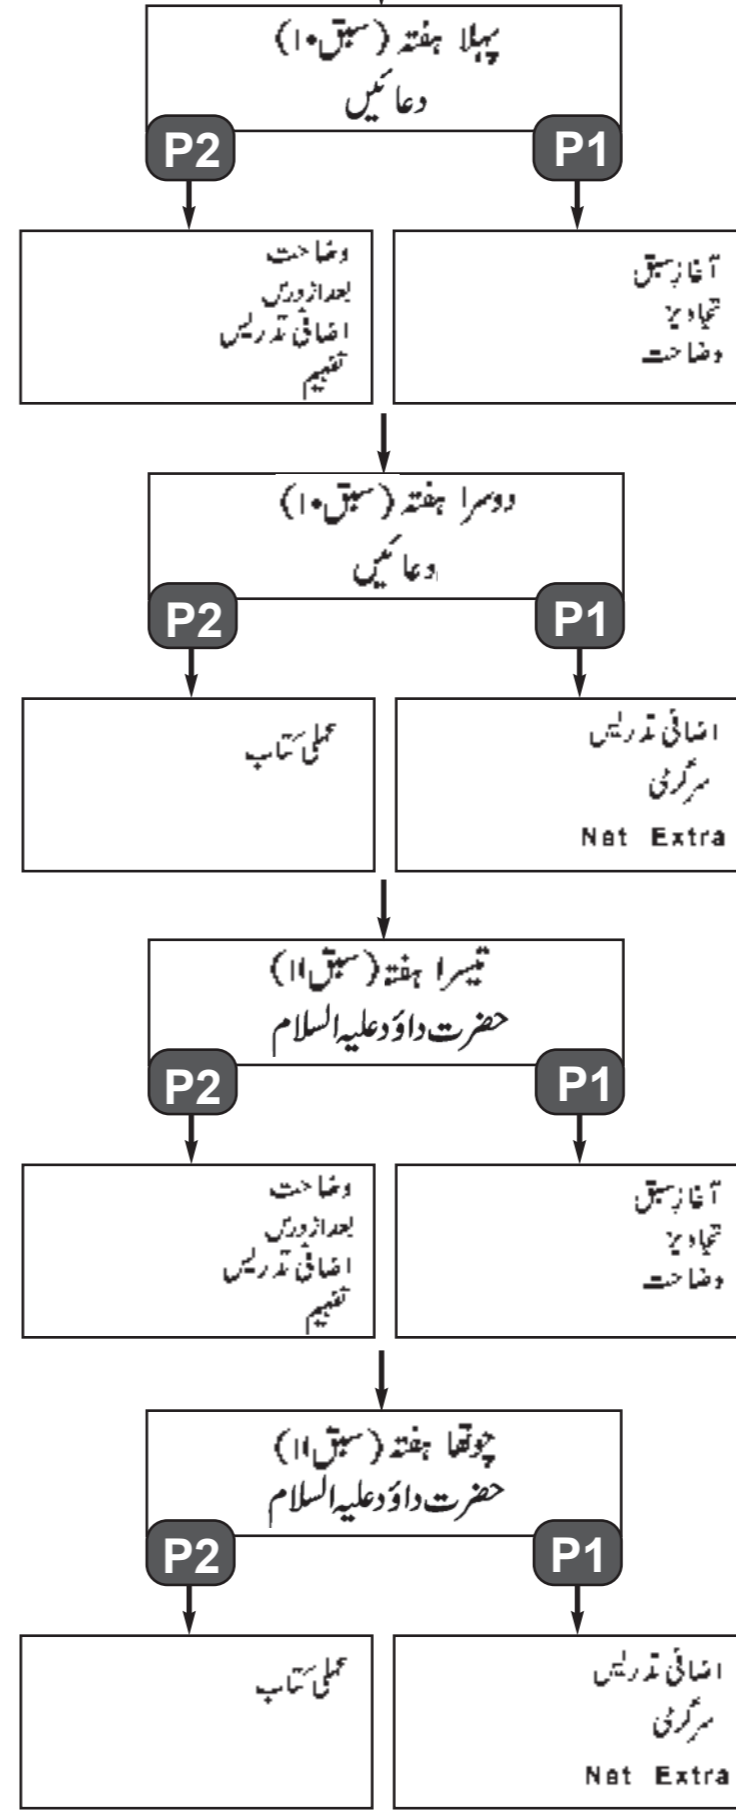 پہلا ہفتہ (سبق ۱۰)
دعائیں
P1
P2
آغازِ سبق
تجاویز
وضاحت
وضاحت
بعد از درس
اضافی تدریس
تفہیم
دوسرا ہفتہ (سبق ۱۰)
دعائیں
P1
P2
اضافی تدریس
سرگرمی
Net Extra
عملی کتاب
تیسرا ہفتہ (سبق ۱۱)
حضرت داؤد علیہ السلام
P1
P2
آغازِ سبق
تجاویز
وضاحت
وضاحت
بعد از درس
اضافی تدریس
تفہیم
چوتھا ہفتہ (سبق ۱۱)
حضرت داؤد علیہ السلام
P1
P2
اضافی تدریس
سرگرمی
Net Extra
عملی کتاب